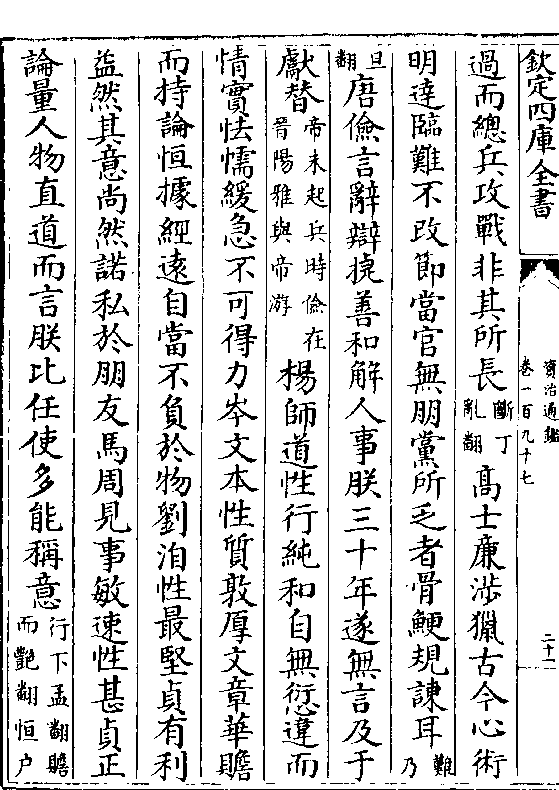 欽定四庫全書
資治通鑑
卷一百九十七
二十一
過而總兵攻戰非其所長斷丁亂翻高士廉涉獵古今心術
明達臨難不改節當官無朋黨所乏者骨鯁規諫耳難乃
旦翻唐儉言辭辯捷善和解人事朕三十年遂無言及于
獻替帝未起兵時儉在晉陽雅與帝游楊師道性行純和自無愆違而
情實怯懦緩急不可得力岑文本性質敦厚文章華贍
而持論恒據經遠自當不負於物劉洎性最堅貞有利
益然其意尚然諾私於朋友馬周見事敏速性甚貞正
論量人物直道而言朕比任使多能稱意行下孟翻贍而艷翻恒户